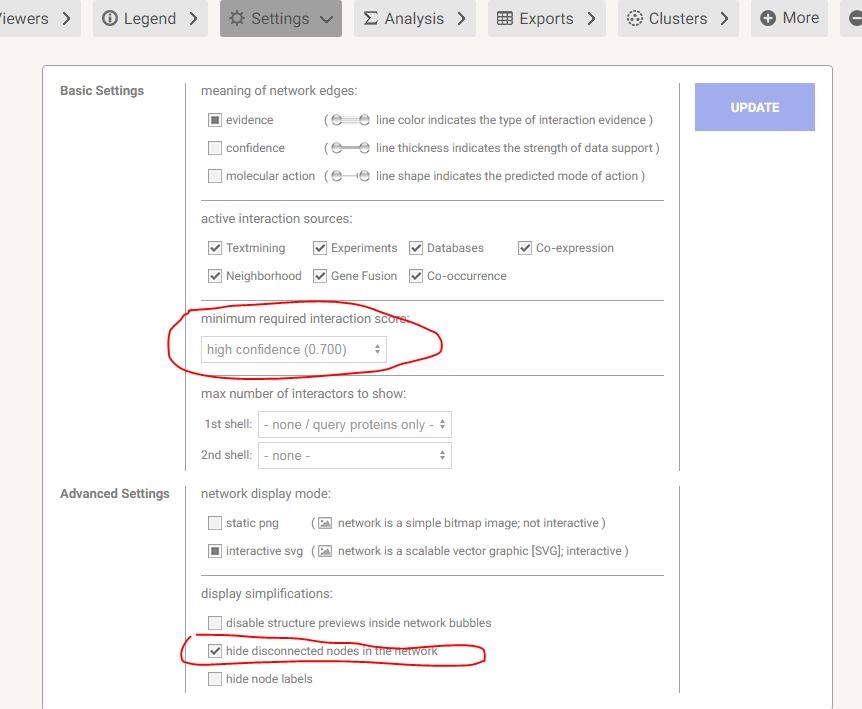 iewers Legend Settings Analysis Exports Clusters More
Basic Settings
meaning of network edges:
UPDATE
evidence ( line color indicates the type of interaction evidence )
confidence ( line thickness indicates the strength of data support )
molecular action ( line shape indicates the predicted mode of action )
active interaction sources:
Textmining Experiments Databases Co-expression
Neighborhood Gene Fusion Co-occurrence
minimum required interaction score:
high confidence (0.700)
max number of interactors to show:
1st shell: - none / query proteins only -
2nd shell: - none -
Advanced Settings
network display mode:
static png ( network is a simple bitmap image; not interactive )
interactive svg ( network is a scalable vector graphic [SVG]; interactive )
display simplifications:
disable structure previews inside network bubbles
hide disconnected nodes in the network
hide node labels